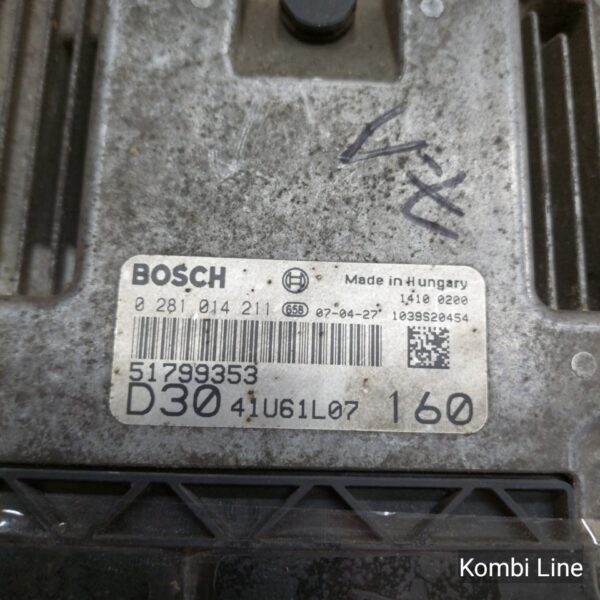 BOSCH Made in Hungary
1410 0200
0 281 014 211 658 07-04-27 1039S20454
51799353
D30 41U61L07 160
Kombi Line